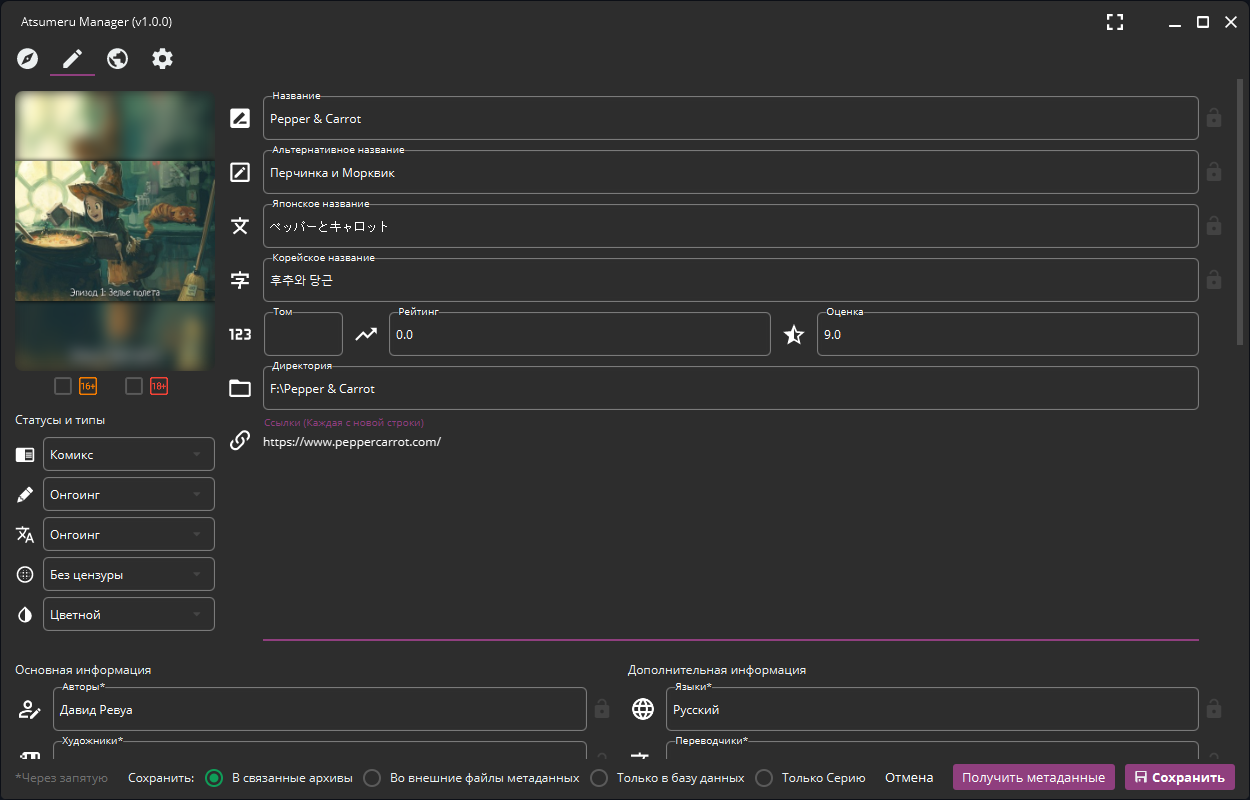 Atsumeru Manager (v1.0.0)
Название
Pepper & Carrot
Альтернативное название
Перчинка и Морквик
Японское название
ペッパーとキャロット
Корейское название
후추와 당근
123
Том
Рейтинг
0.0
Оценка
9.0
Директория
F:\Pepper & Carrot
Ссылки (Каждая с новой строки)
https://www.peppercarrot.com/
Эпизод 1: Зелье полета
16+
18+
Статусы и типы
Комикс
Онгоинг
Онгоинг
Без цензуры
Цветной
Основная информация
Авторы*
Давид Ревуа
Художники*
Дополнительная информация
Языки*
Русский
Переводчики*
*Через запятую
Сохранить:
В связанные архивы
Во внешние файлы метаданных
Только в базу данных
Только Серию
Отмена
Получить метаданные
Сохранить